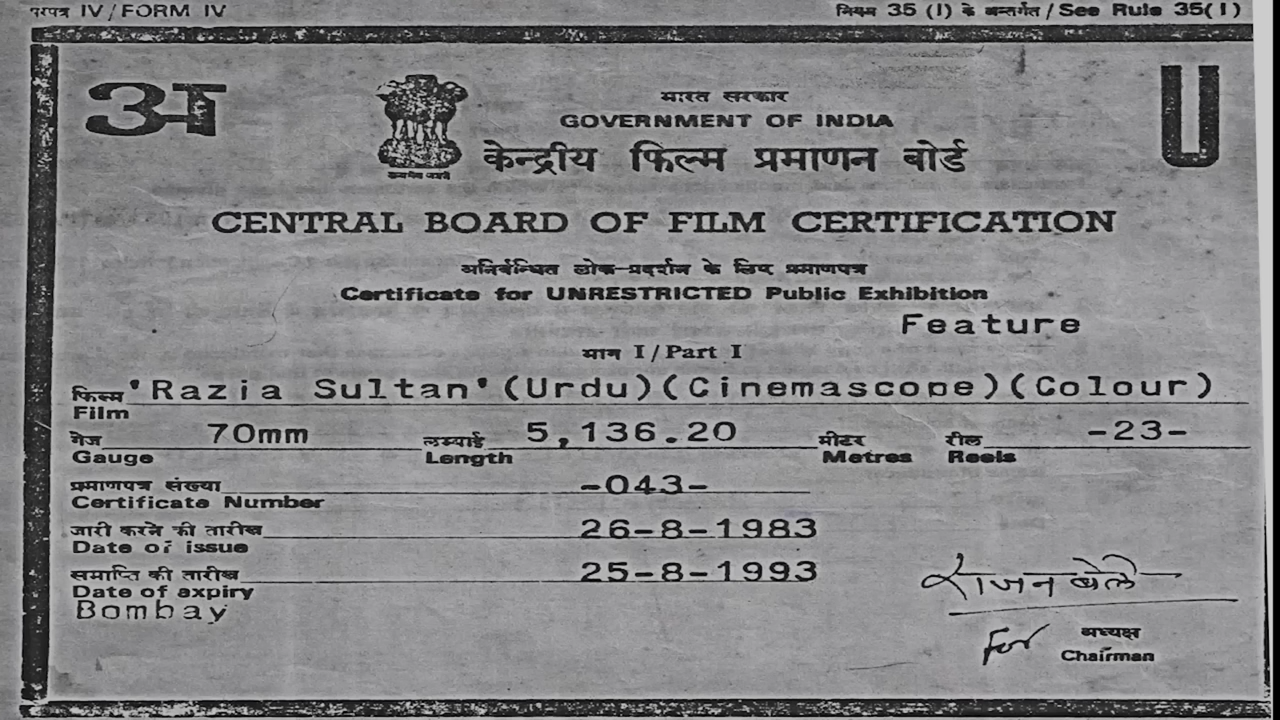 परपत्र IV/FORM IV
नियम 35 (I) के अन्तर्गत/See Rule 35(I)
अ
U
भारत सरकार
GOVERNMENT OF INDIA
सत्यमेव जयते
केन्द्रीय फिल्म प्रमाणन बोर्ड
CENTRAL BOARD OF FILM CERTIFICATION
अनिर्बन्धित लोक-प्रदर्शन के लिए प्रमाणपत्र
Certificate for UNRESTRICTED Public Exhibition
Feature
भाग I/Part I
फिल्म 'Razia Sultan' (Urdu)(Cinemascope)(Colour)
Film
गेज 70mm लम्बाई 5,136.20 मीटर रील -23-
Gauge Length Metres Reels
प्रमाणपत्र संख्या -043-
Certificate Number
जारी करने की तारीख 26-8-1983
Date of issue
समाप्ति की तारीख 25-8-1993
Date of expiry
Bombay
For अध्यक्ष
Chairman